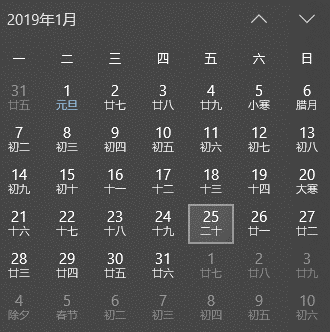 2019年1月
一 二 三 四 五 六 日
31 1 2 3 4 5 6
廿五 元旦 廿七 廿八 廿九 小寒 腊月
7 8 9 10 11 12 13
初二 初三 初四 初五 初六 初七 初八
14 15 16 17 18 19 20
初九 初十 十一 十二 十三 十四 大寒
21 22 23 24 25 26 27
十六 十七 十八 十九 二十 廿一 廿二
28 29 30 31 1 2 3
廿三 廿四 廿五 廿六 廿七 廿八 廿九
4 5 6 7 8 9 10
除夕 春节 初二 初三 初四 初五 初六